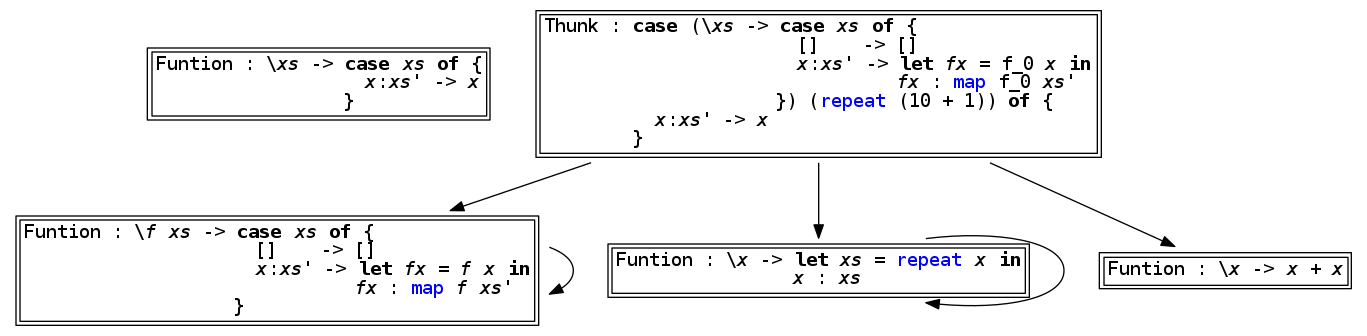 Funtion : \xs -> case xs of {
x:xs' -> x
}
Thunk : case (\xs -> case xs of {
[] -> []
x:xs' -> let fx = f_0 x in
fx : map f_0 xs'
}) (repeat (10 + 1)) of {
x:xs' -> x
}
Funtion : \f xs -> case xs of {
[] -> []
x:xs' -> let fx = f x in
fx : map f xs'
}
Funtion : \x -> let xs = repeat x in
x : xs
Funtion : \x -> x + x